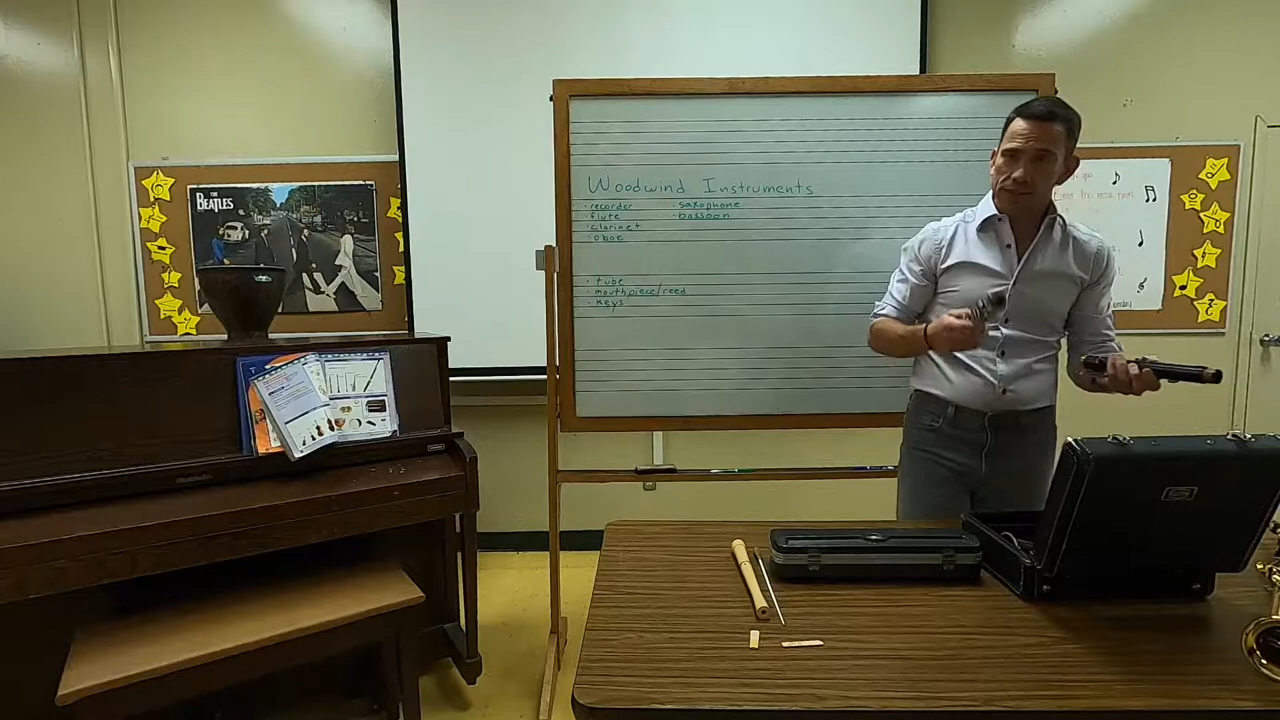 THE
BEATLES
Woodwind Instruments
· recorder · saxophone
· flute · bassoon
· clarinet
· oboe
· tube
· mouthpiece/reed
· keys